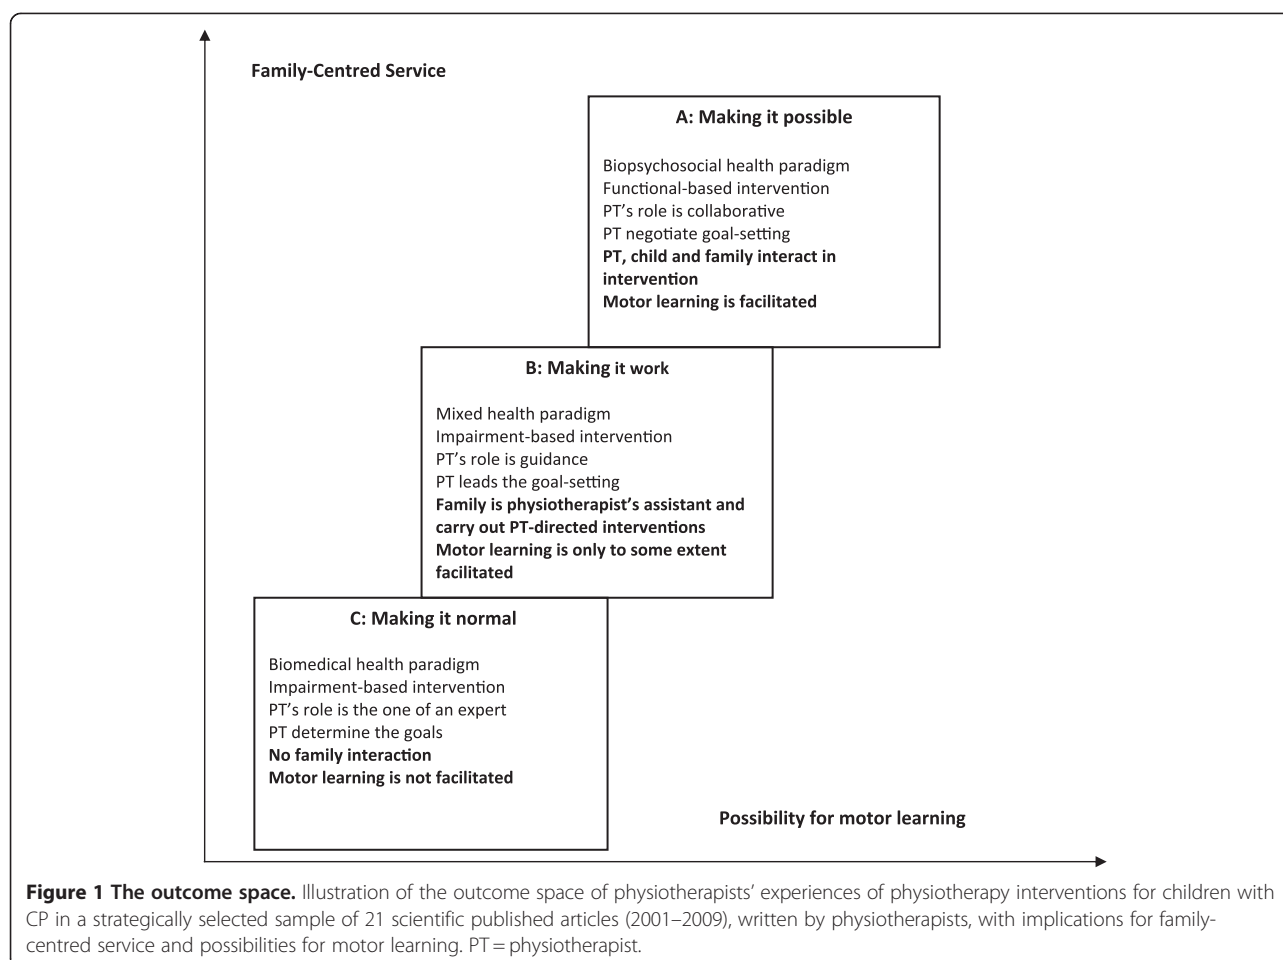 Family-Centred Service
A: Making it possible
Biopsychosocial health paradigm
Functional-based intervention
PT's role is collaborative
PT negotiate goal-setting
PT, child and family interact in
intervention
Motor learning is facilitated
B: Making it work
Mixed health paradigm
Impairment-based intervention
PT's role is guidance
PT leads the goal-setting
Family is physiotherapist's assistant and
carry out PT-directed interventions
Motor learning is only to some extent
facilitated
C: Making it normal
Biomedical health paradigm
Impairment-based intervention
PT's role is the one of an expert
PT determine the goals
No family interaction
Motor learning is not facilitated
Possibility for motor learning
Figure 1 The outcome space. Illustration of the outcome space of physiotherapists' experiences of physiotherapy interventions for children with
CP in a strategically selected sample of 21 scientific published articles (2001–2009), written by physiotherapists, with implications for family-
centred service and possibilities for motor learning. PT = physiotherapist.